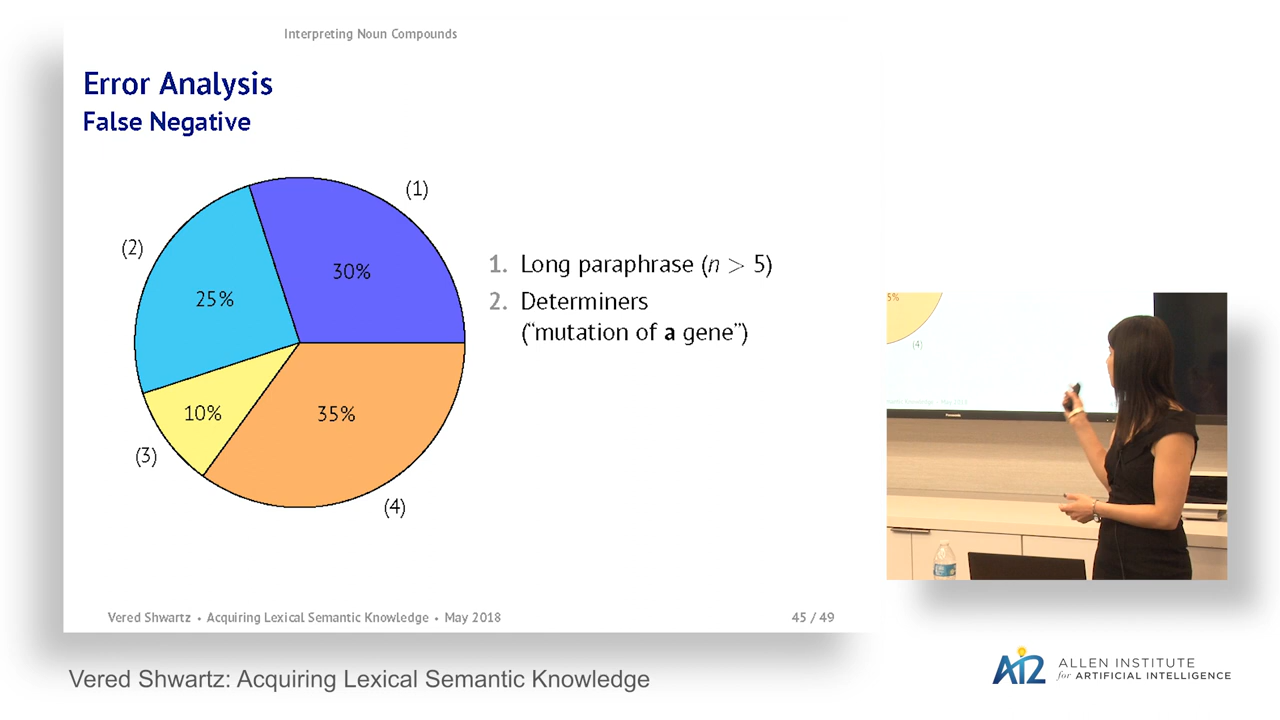 Interpreting Noun Compounds
Error Analysis
False Negative
(1)
(2)
30%
25%
10%
35%
(3)
(4)
1. Long paraphrase (n > 5)
2. Determiners
("mutation of a gene")
5%
(4)
Vered Shwartz • Acquiring Lexical Semantic Knowledge • May 2018
45 / 49
Vered Shwartz: Acquiring Lexical Semantic Knowledge
AI2
ALLEN INSTITUTE
for ARTIFICIAL INTELLIGENCE